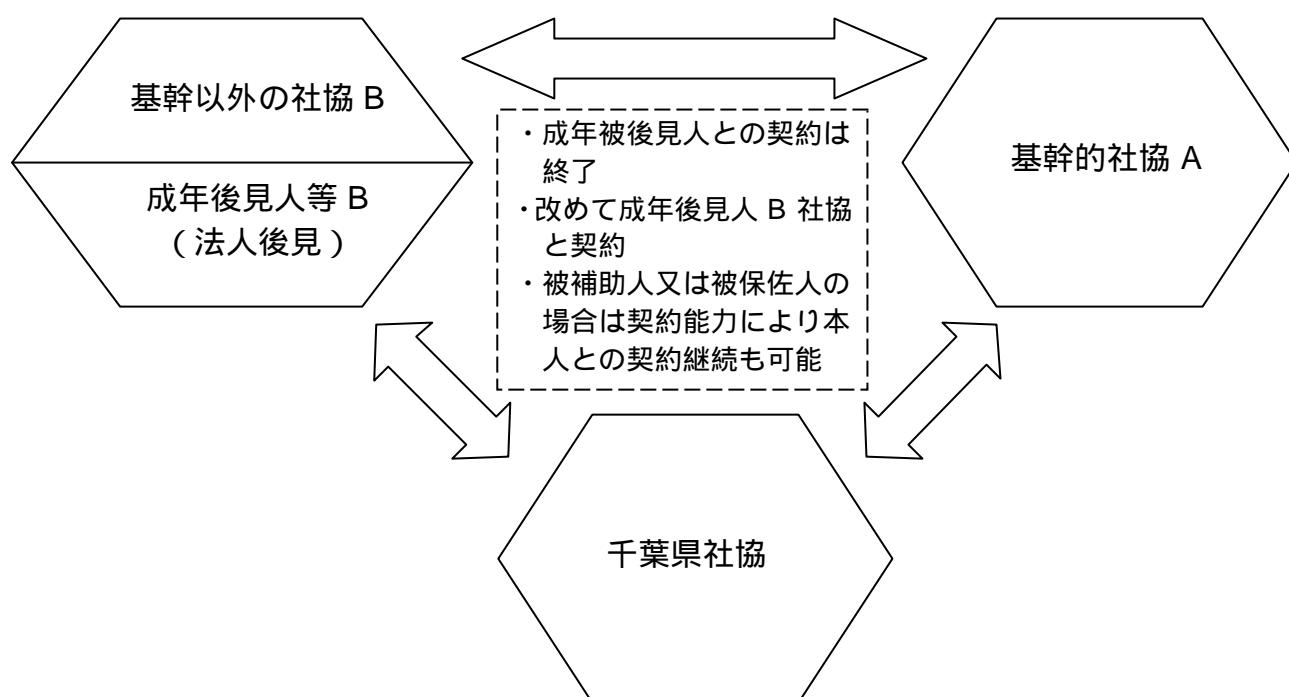 基幹以外の社協 B
成年後見人等 B
（法人後見）
・成年被後見人との契約は
終了
・改めて成年後見人 B 社協
と契約
・被補助人又は被保佐人の
場合は契約能力により本
人との契約継続も可能
基幹的社協 A
千葉県社協